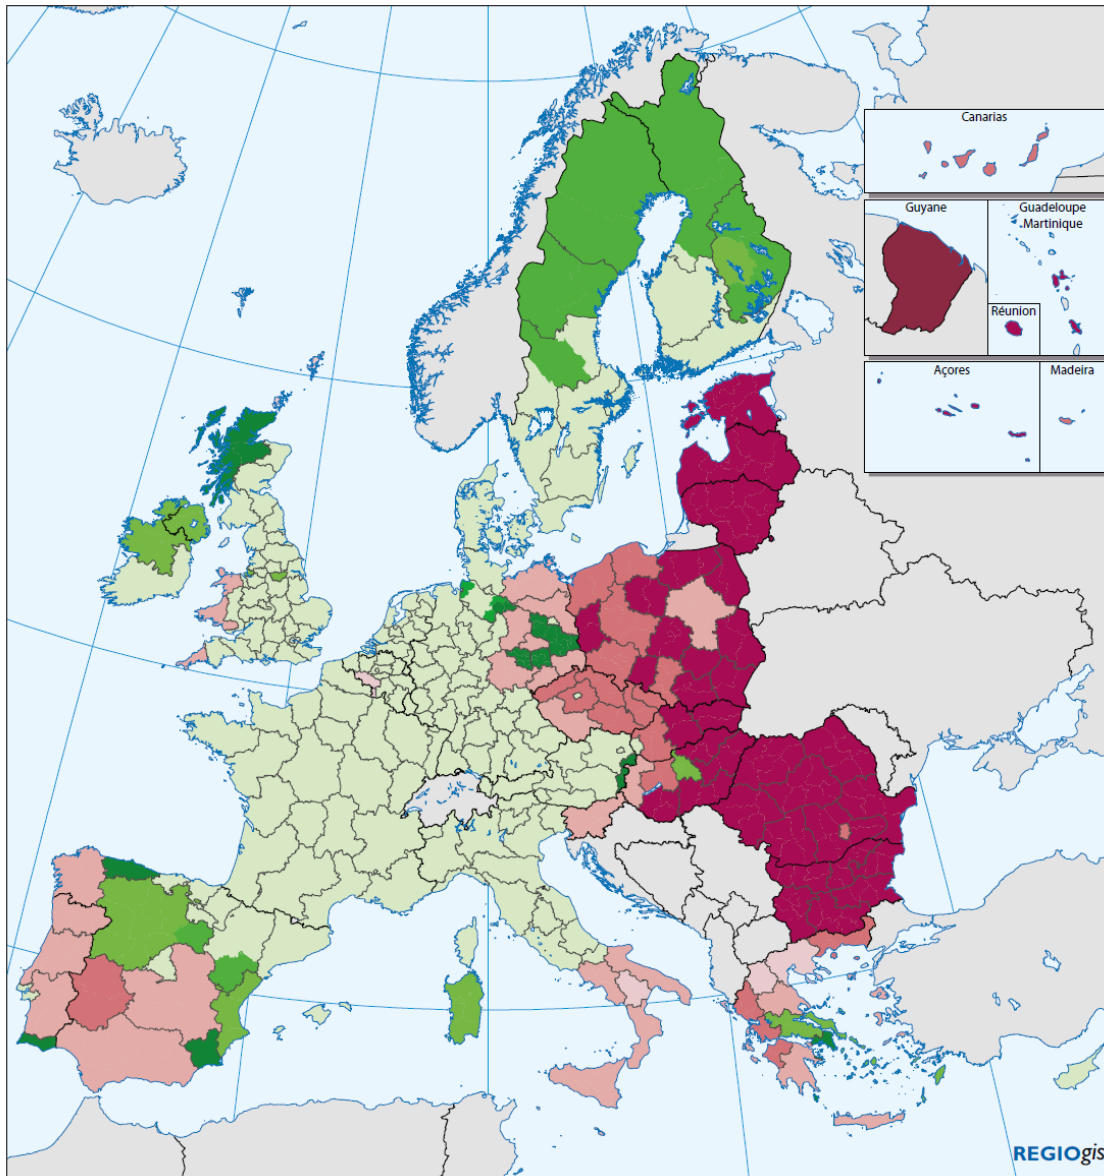 Canarias
Guyane
Guadeloupe
Martinique
Réunion
Açores
Madeira
REGIOgis